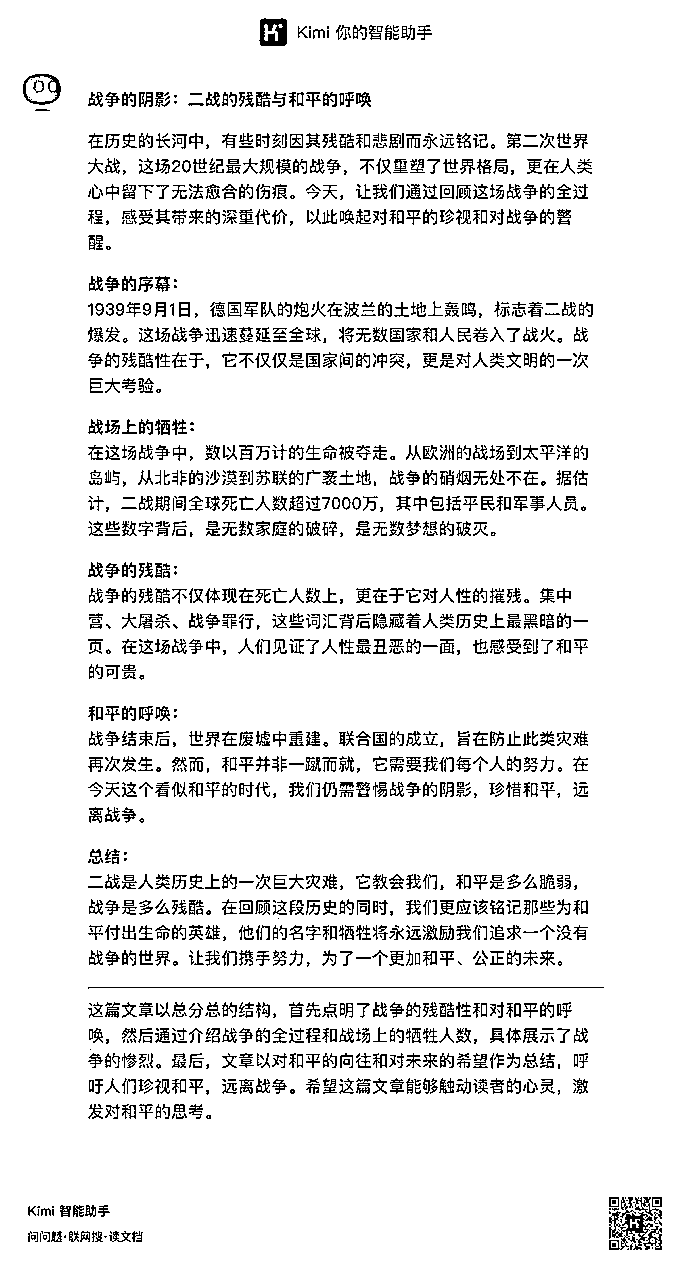 Kimi 你的智能助手
战争的阴影：二战的残酷与和平的呼唤
在历史的长河中，有些时刻因其残酷和悲剧而永远铭记。第二次世界
大战，这场20世纪最大规模的战争，不仅重塑了世界格局，更在人类
心中留下了无法愈合的伤痕。今天，让我们通过回顾这场战争的全过
程，感受其带来的深重代价，以此唤起对和平的珍视和对战争的警
醒。
战争的序幕：
1939年9月1日，德国军队的炮火在波兰的土地上轰鸣，标志着二战的
爆发。这场战争迅速蔓延至全球，将无数国家和人民卷入了战火。战
争的残酷性在于，它不仅仅是国家间的冲突，更是对人类文明的一次
巨大考验。
战场上的牺牲：
在这场战争中，数以百万计的生命被夺走。从欧洲的战场到太平洋的
岛屿，从北非的沙漠到苏联的广袤土地，战争的硝烟无处不在。据估
计，二战期间全球死亡人数超过7000万，其中包括平民和军事人员。
这些数字背后，是无数家庭的破碎，是无数梦想的破灭。
战争的残酷：
战争的残酷不仅体现在死亡人数上，更在于它对人性的摧残。集中
营、大屠杀、战争罪行，这些词汇背后隐藏着人类历史上最黑暗的一
页。在这场战争中，人们见证了人性最丑恶的一面，也感受到了和平
的可贵。
和平的呼唤：
战争结束后，世界在废墟中重建。联合国的成立，旨在防止此类灾难
再次发生。然而，和平并非一蹴而就，它需要我们每个人的努力。在
今天这个看似和平的时代，我们仍需警惕战争的阴影，珍惜和平，远
离战争。
总结：
二战是人类历史上的一次巨大灾难，它教会我们，和平是多么脆弱，
战争是多么残酷。在回顾这段历史的同时，我们更应该铭记那些为和
平付出生命的英雄，他们的名字和牺牲将永远激励我们追求一个没有
战争的世界。让我们携手努力，为了一个更加和平、公正的未来。
这篇文章以总分总的结构，首先点明了战争的残酷性和对和平的呼
唤，然后通过介绍战争的全过程和战场上的牺牲人数，具体展示了战
争的惨烈。最后，文章以对和平的向往和对未来的希望作为总结，呼
吁人们珍视和平，远离战争。希望这篇文章能够触动读者的心灵，激
发对和平的思考。
Kimi 智能助手
问问题·联网搜·读文档